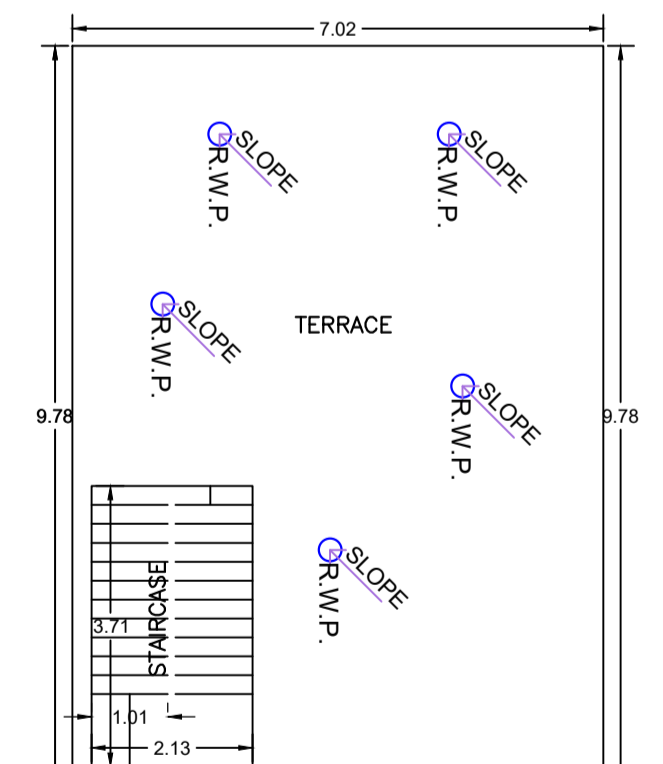 7.02
SLOPE
R.W.P.
SLOPE
R.W.P.
SLOPE
R.W.P.
TERRACE
SLOPE
R.W.P.
9.78
9.78
SLOPE
R.W.P.
STAIRCASE
3.71
1.01
2.13